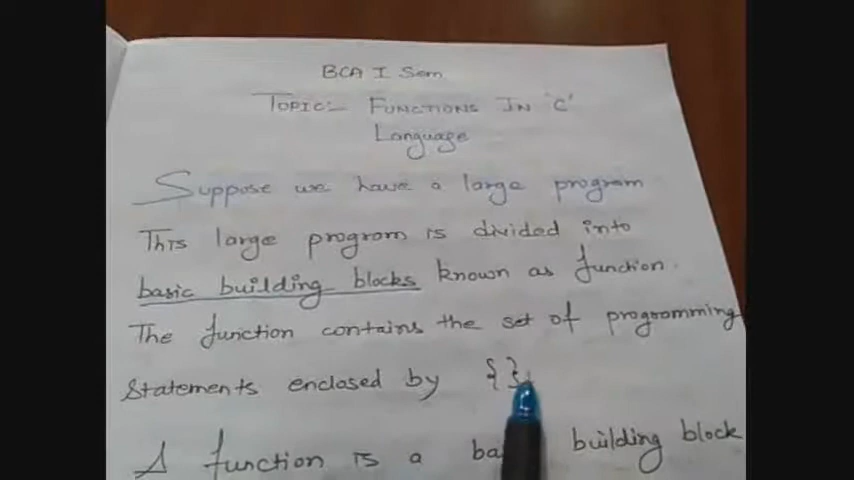 BCA I Sem
Topic:- Functions In 'C'
Language
Suppose we have a large program
This large program is divided into
basic building blocks known as function.
The function contains the set of programming
statements enclosed by { }
A function is a ba building block